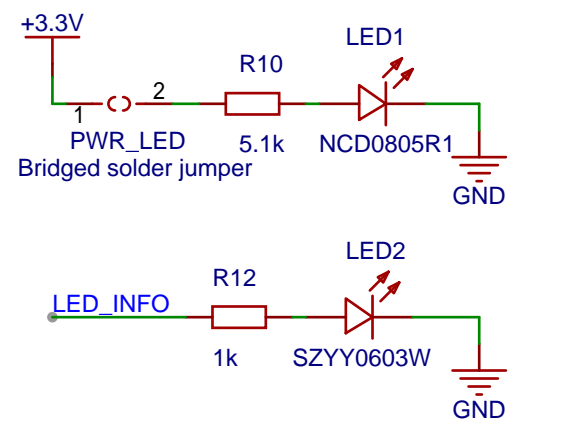 +3.3V
LED1
R10
1
2
PWR_LED
5.1k
NCD0805R1
Bridged solder jumper
GND
LED2
R12
LED_INFO
1k
SZYY0603W
GND